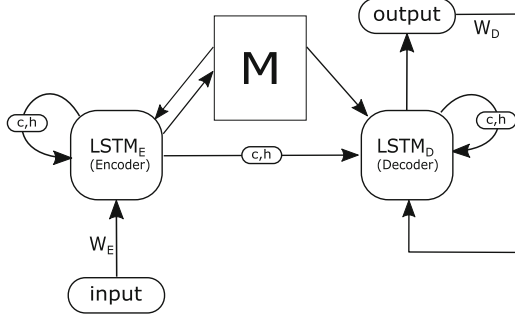 output
W_D
M
c,h
LSTM_E
(Encoder)
c,h
LSTM_D
(Decoder)
c,h
W_E
input